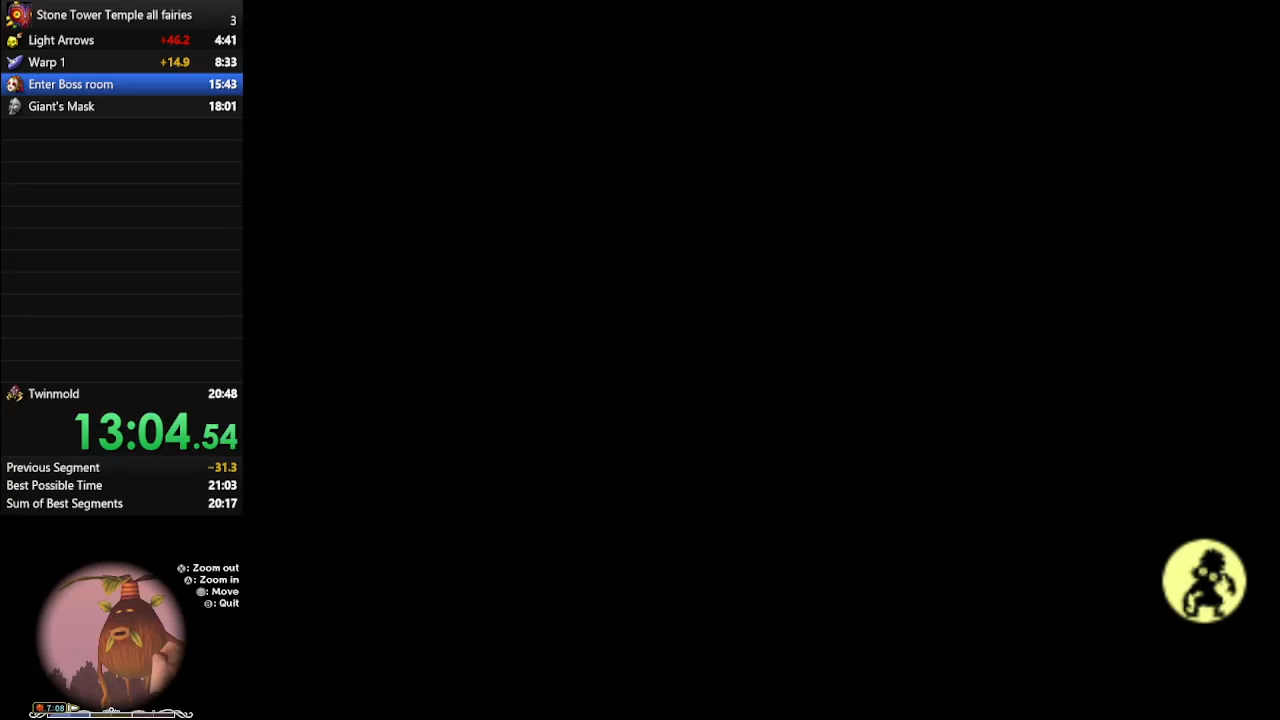 Stone Tower Temple all fairies
3
Light Arrows +46.2 4:41
Warp 1 +14.9 8:33
Enter Boss room 15:43
Giant's Mask 18:01
Twinmold 20:48
13:04.54
Previous Segment -31.3
Best Possible Time 21:03
Sum of Best Segments 20:17
: Zoom out
A: Zoom in
: Move
B: Quit
7:08